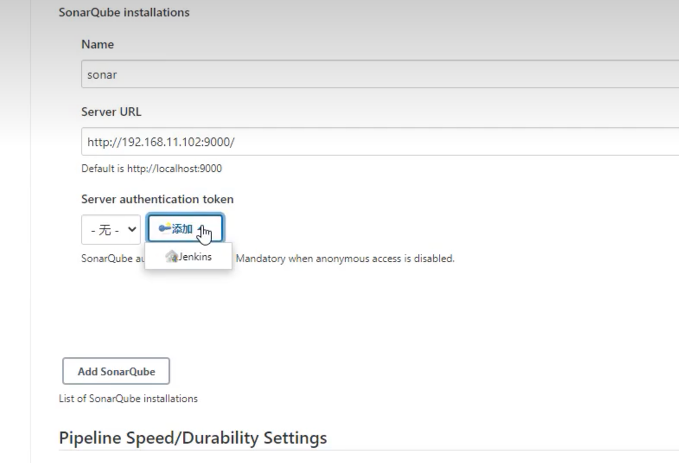 SonarQube installations
Name
sonar
Server URL
http://192.168.11.102:9000/
Default is http://localhost:9000
Server authentication token
- 无 -
添加
Jenkins
SonarQube au Mandatory when anonymous access is disabled.
Add SonarQube
List of SonarQube installations
Pipeline Speed/Durability Settings